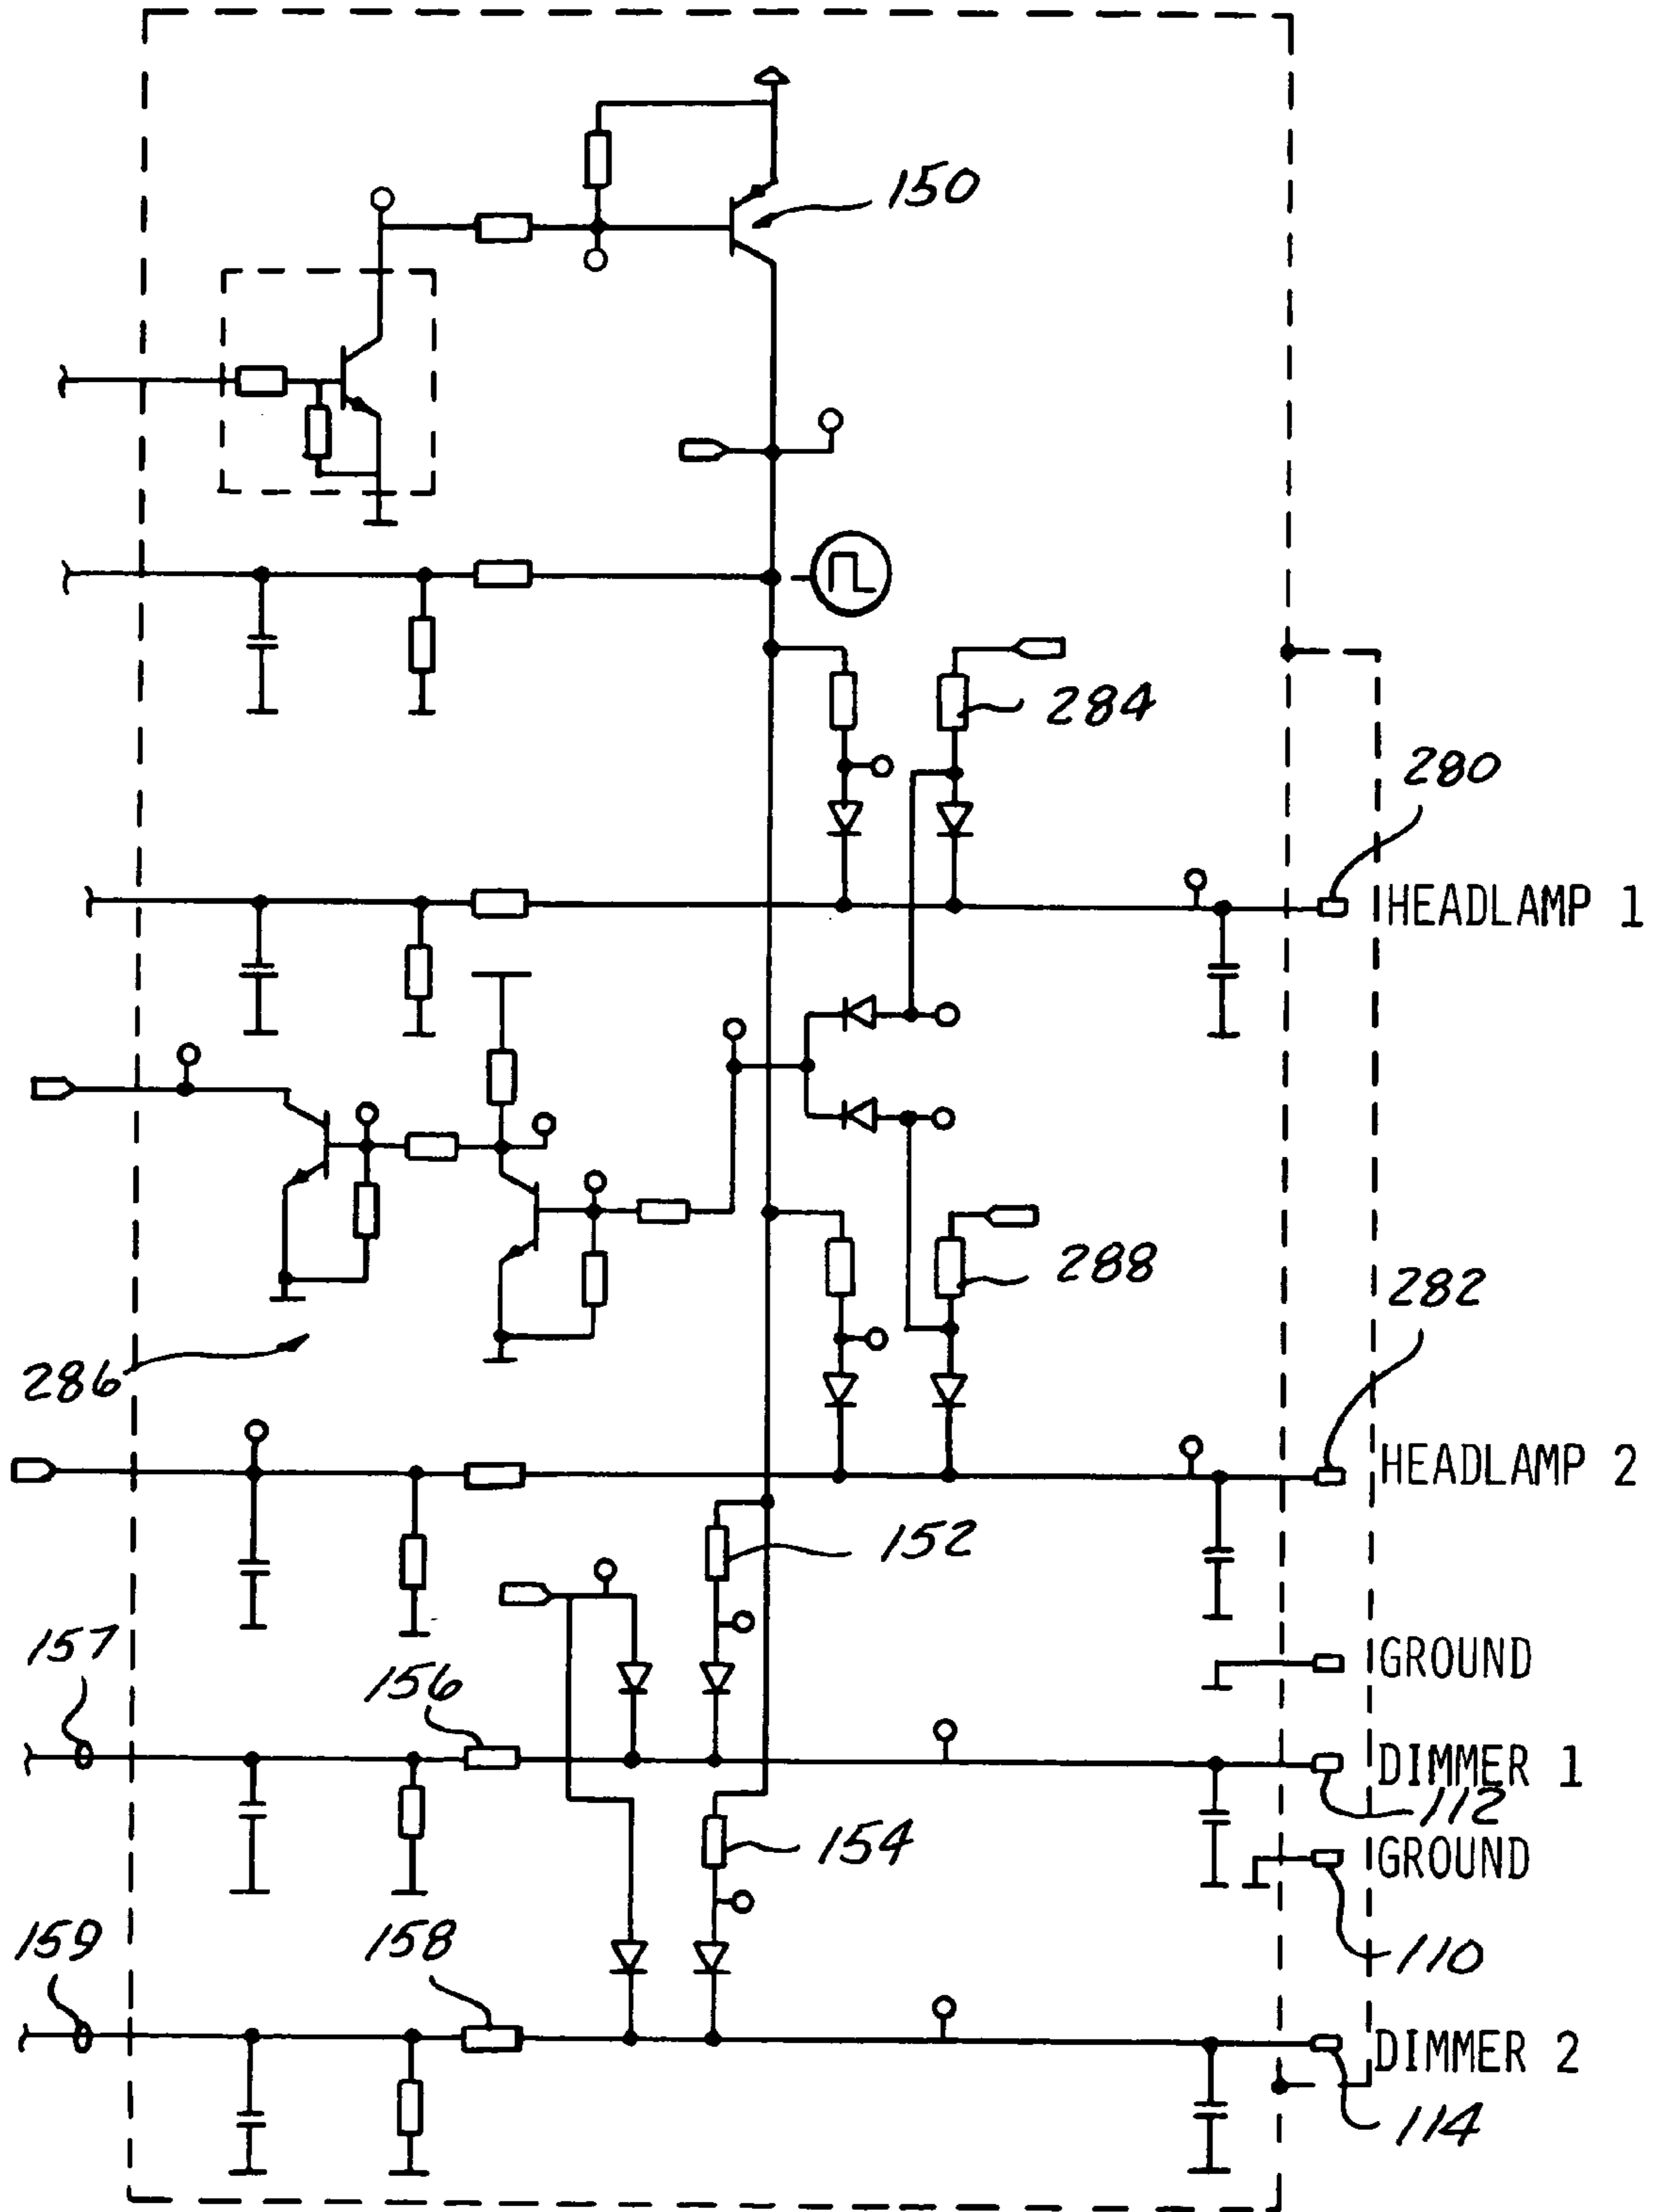 150
284
280
HEADLAMP 1
288
282
286
HEADLAMP 2
152
157
GROUND
156
DIMMER 1
112
154
GROUND
159
158
110
DIMMER 2
114